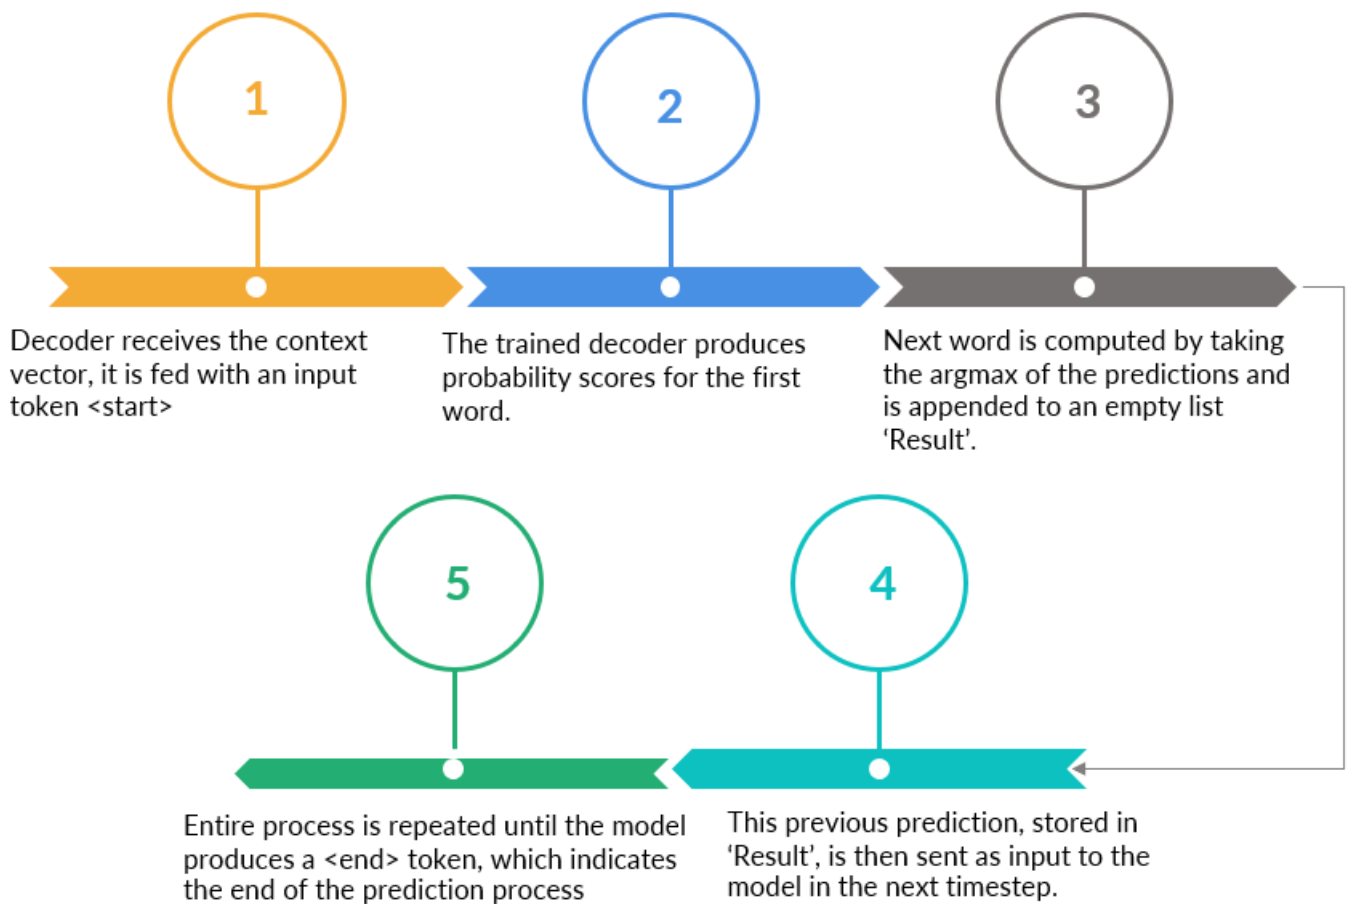 1
2
3
Decoder receives the context
vector, it is fed with an input
token <start>
The trained decoder produces
probability scores for the first
word.
Next word is computed by taking
the argmax of the predictions and
is appended to an empty list
‘Result’.
4
This previous prediction, stored in
‘Result’, is then sent as input to the
model in the next timestep.
5
Entire process is repeated until the model
produces a <end> token, which indicates
the end of the prediction process